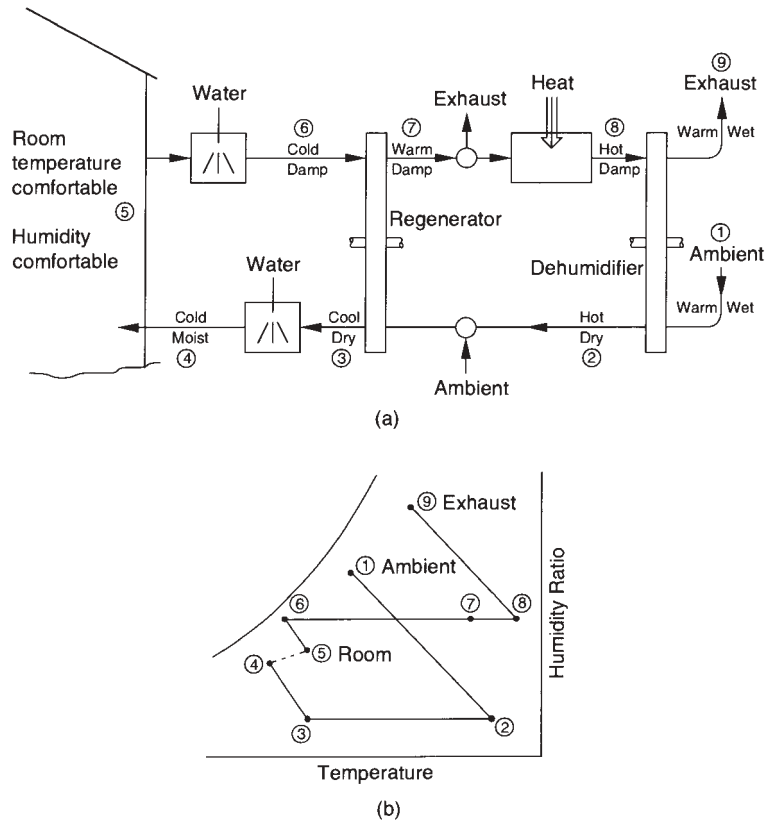 Water
⑥
Cold
Damp
⑦
Warm
Damp
Exhaust
Heat
⑧
Hot
Damp
⑨
Exhaust
Warm Wet
Room
temperature
comfortable
⑤
Humidity
comfortable
Regenerator
Dehumidifier
①
Ambient
Warm Wet
Water
Cold
Moist
④
Cool
Dry
③
Hot
Dry
②
Ambient
(a)
⑨ Exhaust
① Ambient
⑥
⑦
⑧
⑤ Room
④
③
②
Humidity Ratio
Temperature
(b)